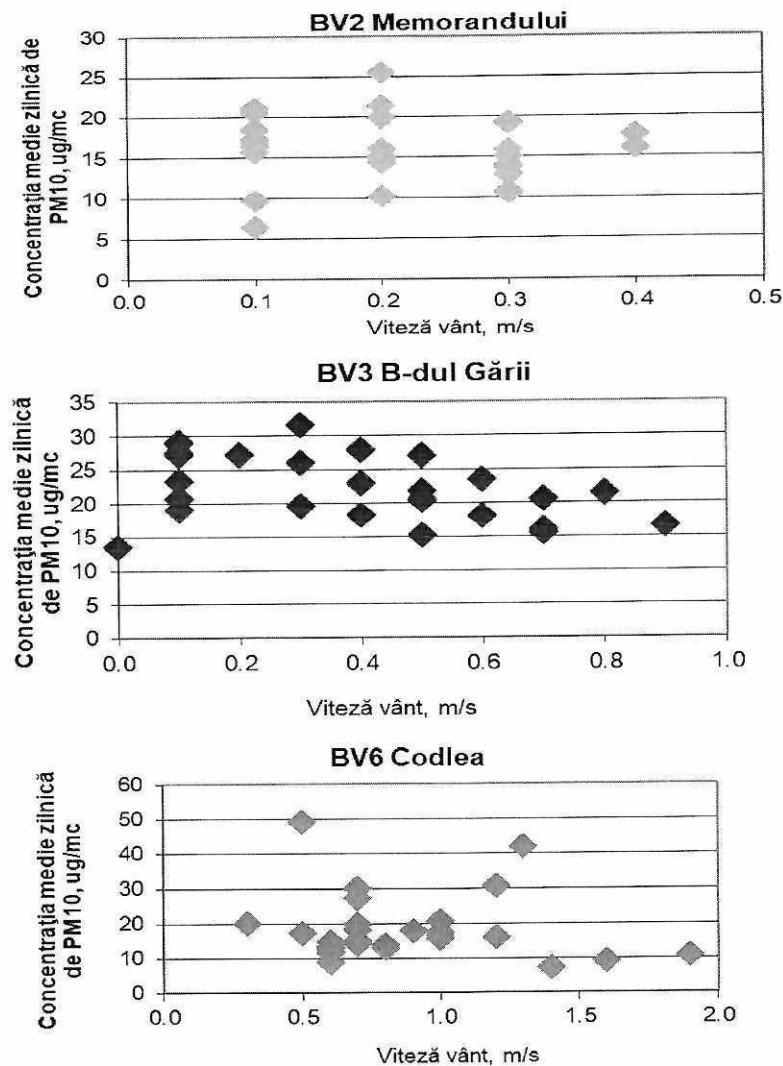 BV2 Memorandului
Concentraţia medie zilnică de
PM10, ug/mc
30
25
20
15
10
5
0
0.0 0.1 0.2 0.3 0.4 0.5
Viteză vânt, m/s
BV3 B-dul Gării
Concentraţia medie zilnică
de PM10, ug/mc
35
30
25
20
15
10
5
0
0.0 0.2 0.4 0.6 0.8 1.0
Viteză vânt, m/s
BV6 Codlea
Concentraţia medie zilnică
de PM10, ug/mc
60
50
40
30
20
10
0
0.0 0.5 1.0 1.5 2.0
Viteză vânt, m/s